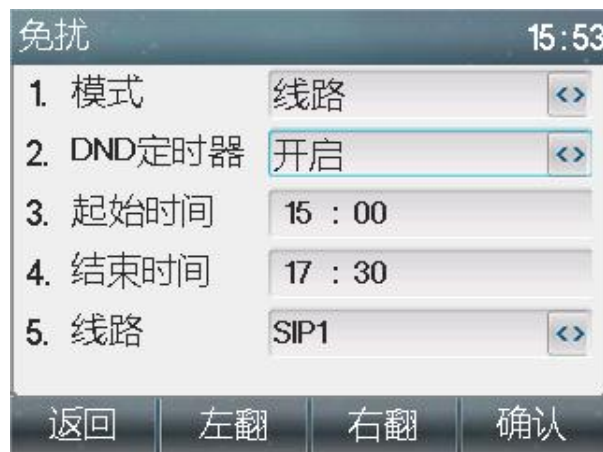 免扰 15:53
1. 模式 线路 <>
2. DND定时器 开启 <>
3. 起始时间 15 : 00
4. 结束时间 17 : 30
5. 线路 SIP1 <>
返回 左翻 右翻 确认